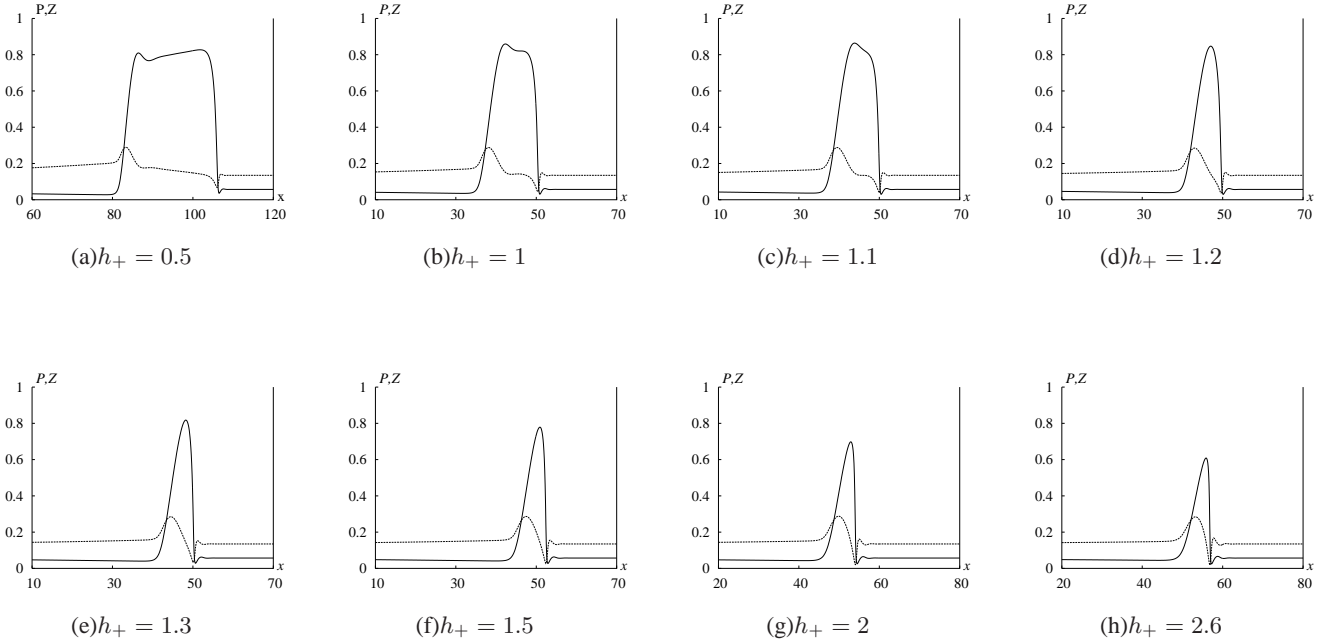 P,Z
1
0.8
0.6
0.4
0.2
0
60 80 100 120
x
(a)h₊ = 0.5
P,Z
1
0.8
0.6
0.4
0.2
0
10 30 50 70
x
(b)h₊ = 1
P,Z
1
0.8
0.6
0.4
0.2
0
10 30 50 70
x
(c)h₊ = 1.1
P,Z
1
0.8
0.6
0.4
0.2
0
10 30 50 70
x
(d)h₊ = 1.2
P,Z
1
0.8
0.6
0.4
0.2
0
10 30 50 70
x
(e)h₊ = 1.3
P,Z
1
0.8
0.6
0.4
0.2
0
10 30 50 70
x
(f)h₊ = 1.5
P,Z
1
0.8
0.6
0.4
0.2
0
20 40 60 80
x
(g)h₊ = 2
P,Z
1
0.8
0.6
0.4
0.2
0
20 40 60 80
x
(h)h₊ = 2.6